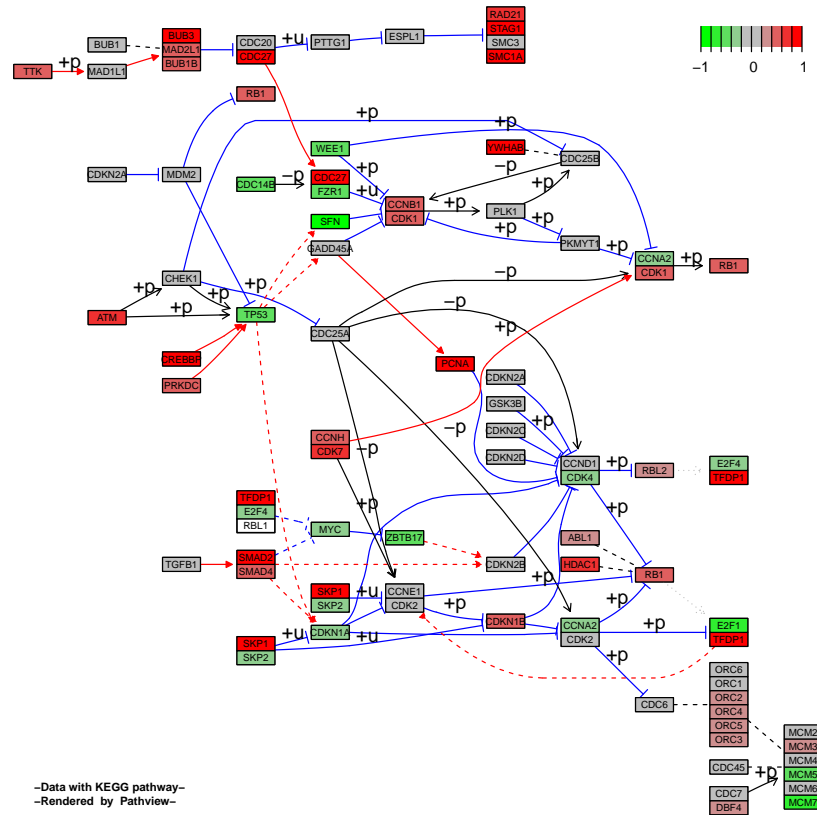 RAD21
BUB3
STAG1
BUB1
MAD2L1
CDC20
+u
PTTG1
ESPL1
SMC3
BUB1B
CDC27
SMC1A
TTK
+p
MAD1L1
−1
0
1
RB1
+p
WEE1
YWHAB
CDC25B
CDKN2A
MDM2
−p
+p
−p
CDC14B
CDC27
FZR1
+u
+p
CCNB1
CDK1
+p
PLK1
SFN
+p
GADD45A
PKMYT1
+p
CCNA2
CDK1
+p
RB1
CHEK1
+p
+p
−p
−p
ATM
+p
TP53
CDC25A
+p
CREBBP
PCNA
PRKDC
CDKN2A
GSK3B
+p
CCNH
CDK7
−p
−p
CDKN2C
CDKN2D
CCND1
CDK4
+p
RBL2
E2F4
TFDP1
+p
+p
TFDP1
E2F4
RBL1
MYC
ZBTB17
ABL1
TGFB1
SMAD2
SMAD4
CDKN2B
HDAC1
+p
RB1
SKP1
SKP2
+u
CCNE1
CDK2
+p
+p
CDKN1B
CCNA2
CDK2
+p
E2F1
TFDP1
SKP1
SKP2
+u
CDKN1A
+u
+p
ORC6
ORC1
ORC2
ORC4
ORC5
ORC3
CDC6
MCM2
MCM3
MCM4
MCM5
MCM6
MCM7
CDC45
+p
CDC7
DBF4
−Data with KEGG pathway−
−Rendered by Pathview−